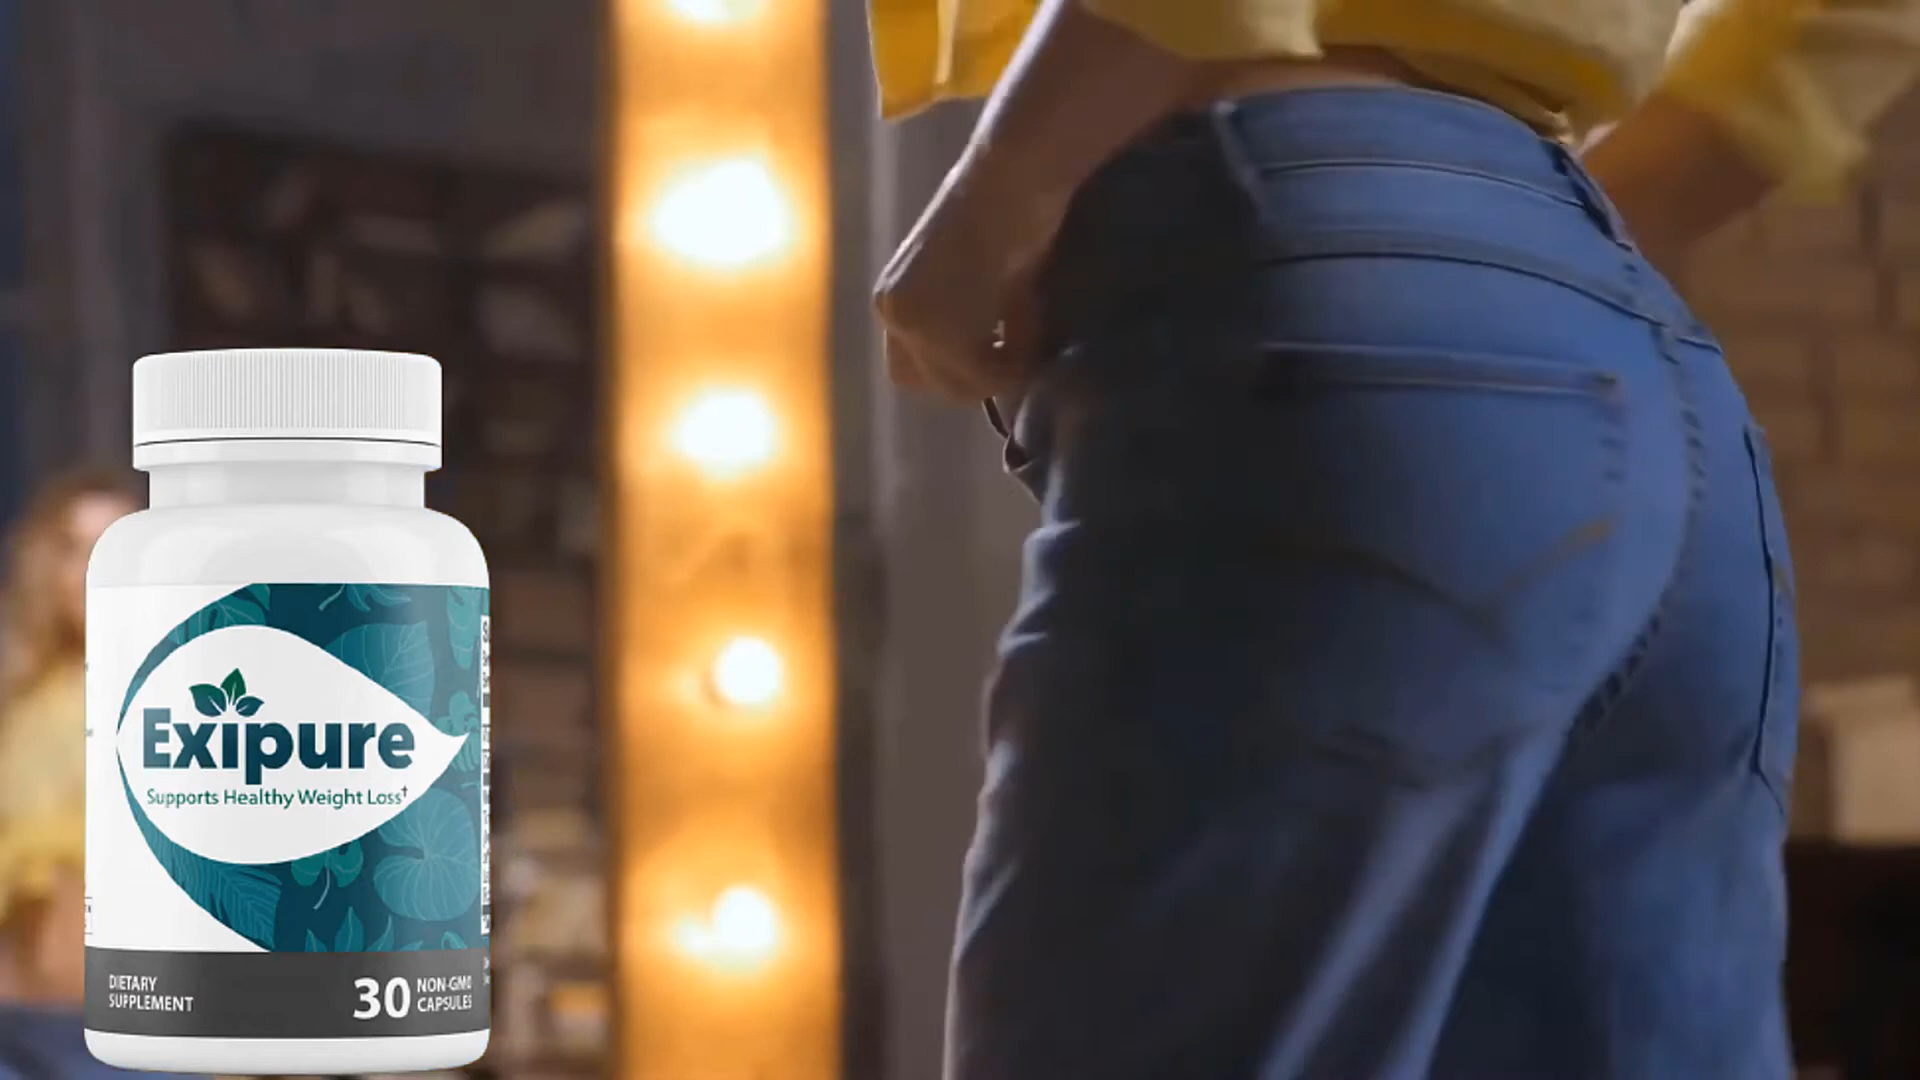 Exipure
Supports Healthy Weight Loss†
DIETARY
SUPPLEMENT
30
NON-GMO
CAPSULES